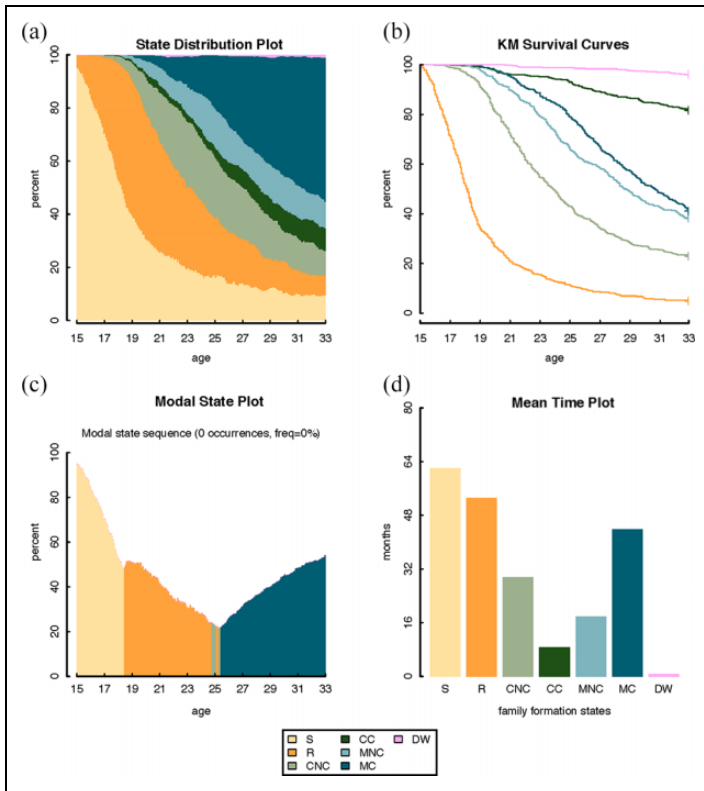 (a)
State Distribution Plot
percent
0 20 40 60 80 100
15 17 19 21 23 25 27 29 31 33
age
(b)
KM Survival Curves
percent
0 20 40 60 80 100
15 17 19 21 23 25 27 29 31 33
age
(c)
Modal State Plot
Modal state sequence (0 occurrences, freq=0%)
percent
0 20 40 60 80 100
15 17 19 21 23 25 27 29 31 33
age
(d)
Mean Time Plot
months
0 16 32 48 64 80
S R CNC CC MNC MC DW
family formation states
S CC DW
R MNC
CNC MC